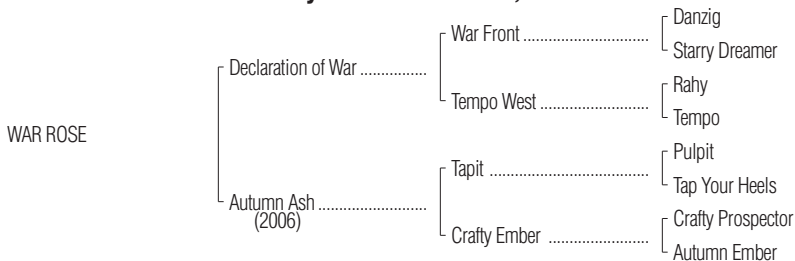 Danzig
War Front ........................................
Starry Dreamer
Declaration of War ................
Rahy
Tempo West ..................................
Tempo
WAR ROSE
Pulpit
Tapit ..................................................
Tap Your Heels
Autumn Ash ...........................
(2006)
Crafty Prospector
Crafty Ember ...............................
Autumn Ember